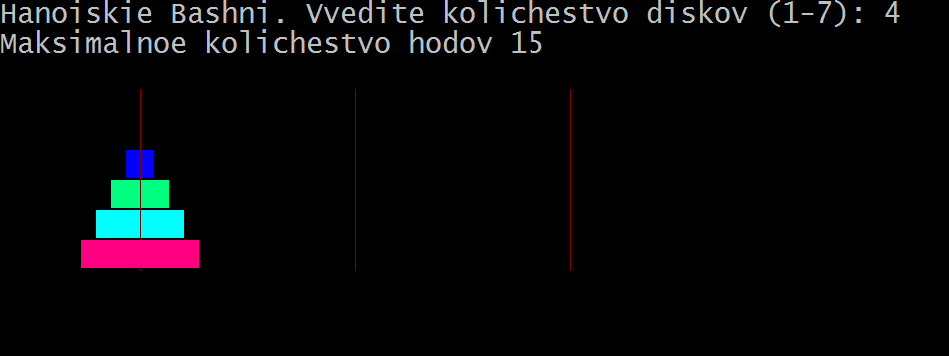 Hanoiskie Bashni. Vvedite kolichestvo diskov (1-7): 4
Maksimalnoe kolichestvo hodov 15